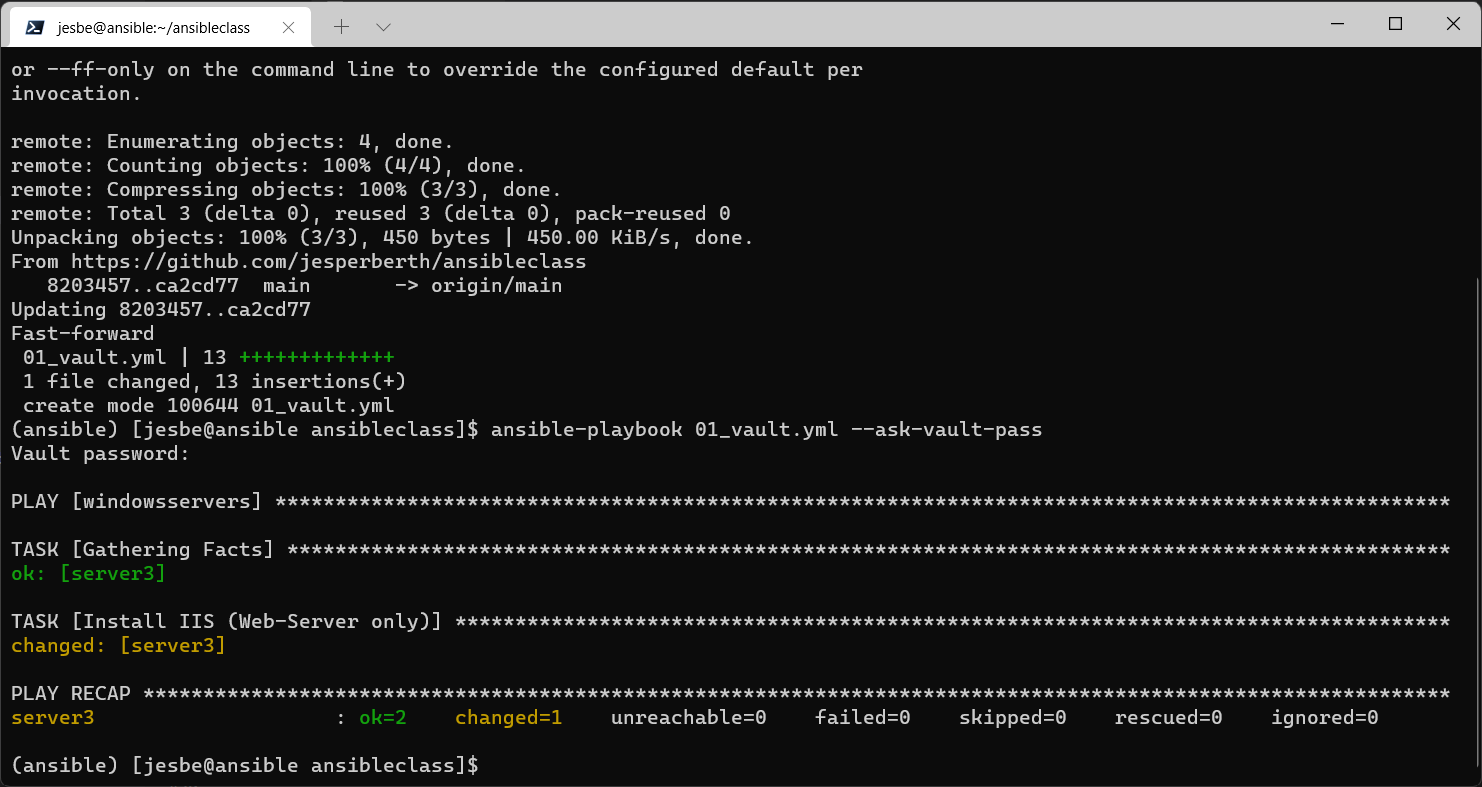 jesbe@ansible:~/ansibleclass
or --ff-only on the command line to override the configured default per
invocation.
remote: Enumerating objects: 4, done.
remote: Counting objects: 100% (4/4), done.
remote: Compressing objects: 100% (3/3), done.
remote: Total 3 (delta 0), reused 3 (delta 0), pack-reused 0
Unpacking objects: 100% (3/3), 450 bytes | 450.00 KiB/s, done.
From https://github.com/jesperberth/ansibleclass
   8203457..ca2cd77  main       -> origin/main
Updating 8203457..ca2cd77
Fast-forward
 01_vault.yml | 13 +++++++++++++
 1 file changed, 13 insertions(+)
 create mode 100644 01_vault.yml
(ansible) [jesbe@ansible ansibleclass]$ ansible-playbook 01_vault.yml --ask-vault-pass
Vault password:
PLAY [windowsservers] **************************************************************************************************
TASK [Gathering Facts] *************************************************************************************************
ok: [server3]
TASK [Install IIS (Web-Server only)] ***********************************************************************************
changed: [server3]
PLAY RECAP *************************************************************************************************************
server3                    : ok=2    changed=1    unreachable=0    failed=0    skipped=0    rescued=0    ignored=0
(ansible) [jesbe@ansible ansibleclass]$